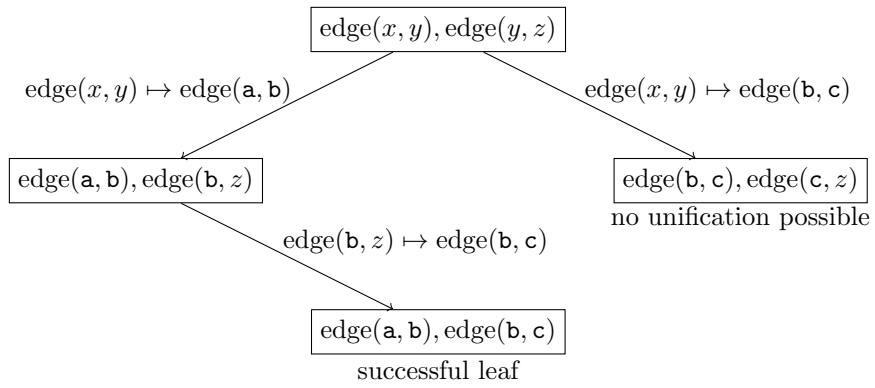 edge(x, y), edge(y, z)
edge(x, y) ↦ edge(a, b)
edge(x, y) ↦ edge(b, c)
edge(a, b), edge(b, z)
edge(b, c), edge(c, z)
no unification possible
edge(b, z) ↦ edge(b, c)
edge(a, b), edge(b, c)
successful leaf